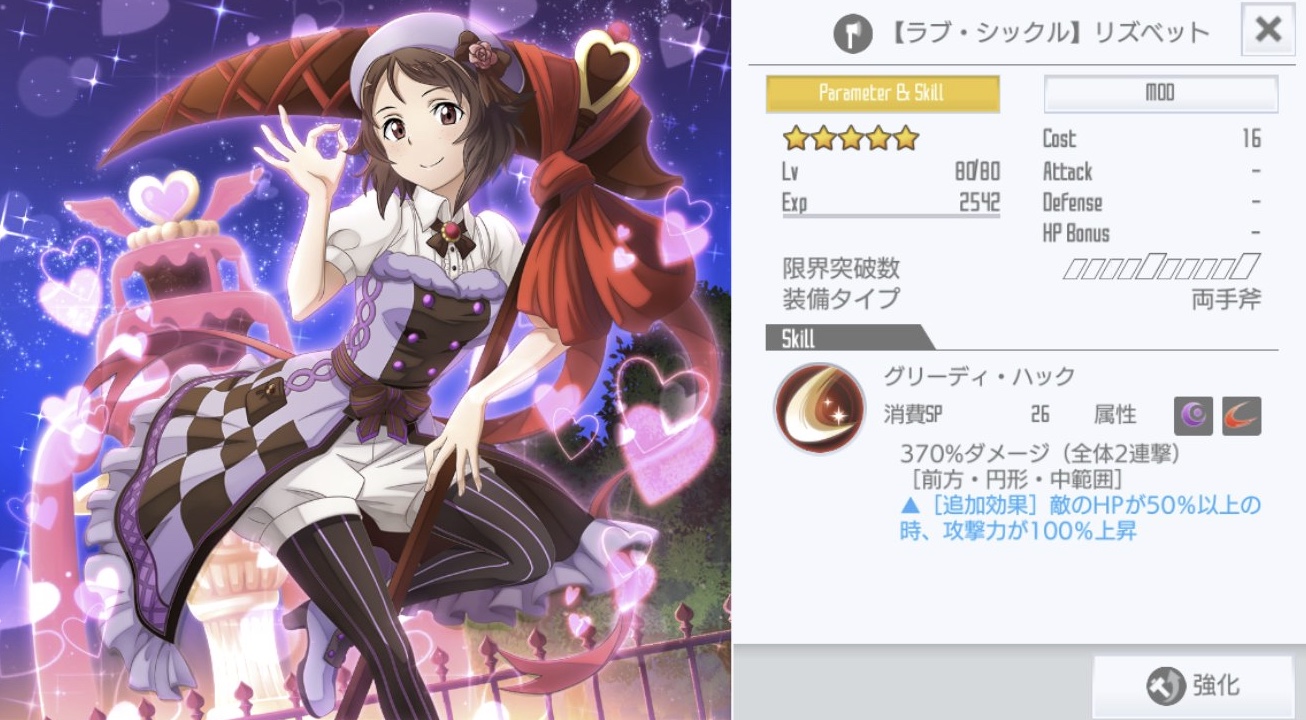 【ラブ・シックル】リズベット
Parameter & Skill
MOD
Lv 80/80
Exp 2542
Cost 16
Attack -
Defense -
HP Bonus -
限界突破数
装備タイプ 両手斧
Skill
グリーディ・ハック
消費SP 26 属性
370%ダメージ（全体2連撃）
［前方・円形・中範囲］
▲［追加効果］敵のHPが50%以上の
時、攻撃力が100%上昇
強化